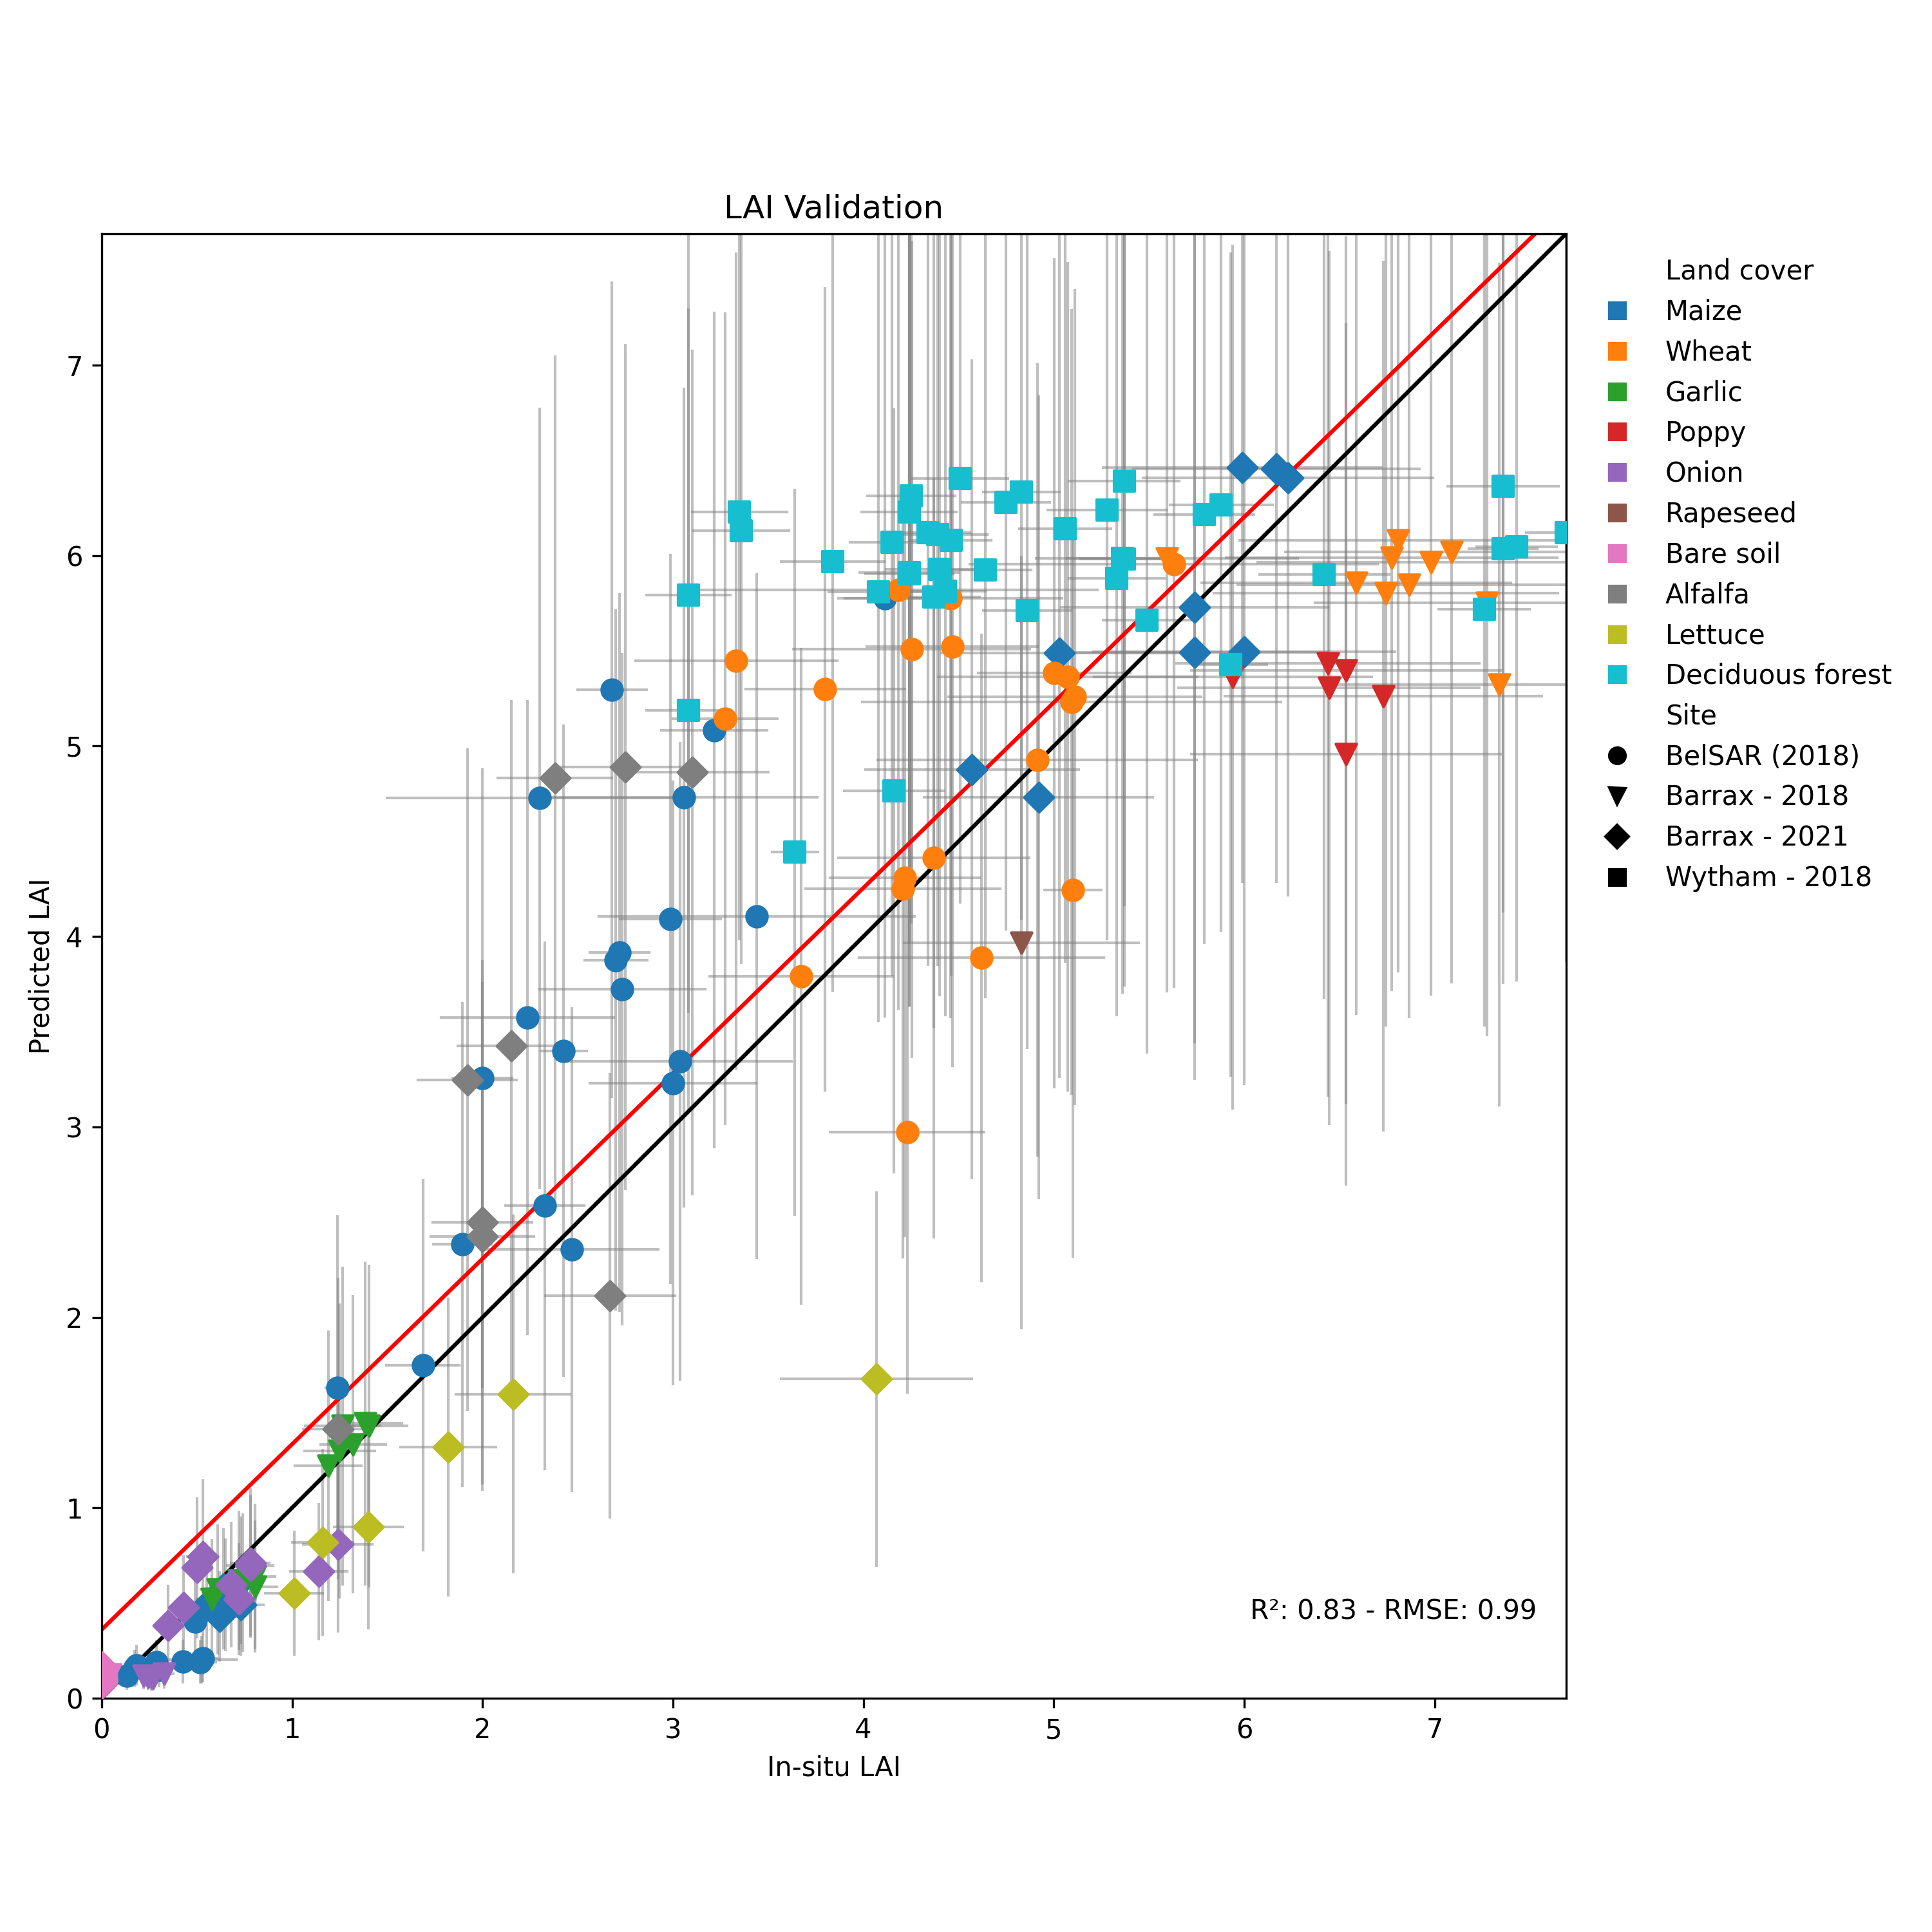 LAI Validation
7
6
5
4
3
2
1
0
Predicted LAI
0 1 2 3 4 5 6 7
In-situ LAI
R²: 0.83 - RMSE: 0.99
Land cover
Maize
Wheat
Garlic
Poppy
Onion
Rapeseed
Bare soil
Alfalfa
Lettuce
Deciduous forest
Site
BelSAR (2018)
Barrax - 2018
Barrax - 2021
Wytham - 2018